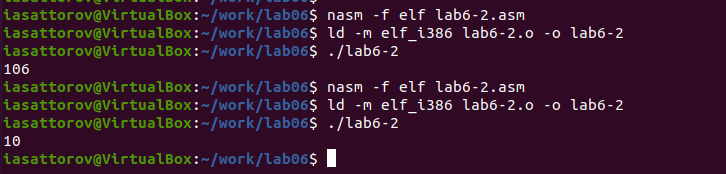 iasattorov@VirtualBox:~/work/lab06$ nasm -f elf lab6-2.asm
iasattorov@VirtualBox:~/work/lab06$ ld -m elf_i386 lab6-2.o -o lab6-2
iasattorov@VirtualBox:~/work/lab06$ ./lab6-2
106
iasattorov@VirtualBox:~/work/lab06$ nasm -f elf lab6-2.asm
iasattorov@VirtualBox:~/work/lab06$ ld -m elf_i386 lab6-2.o -o lab6-2
iasattorov@VirtualBox:~/work/lab06$ ./lab6-2
10
iasattorov@VirtualBox:~/work/lab06$